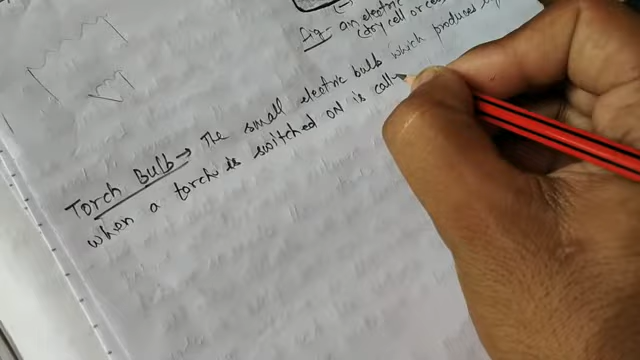 Fig:- an electric
(dry cell or ce
Torch Bulb → The small electric bulb which produces
when a torch is switched ON is call